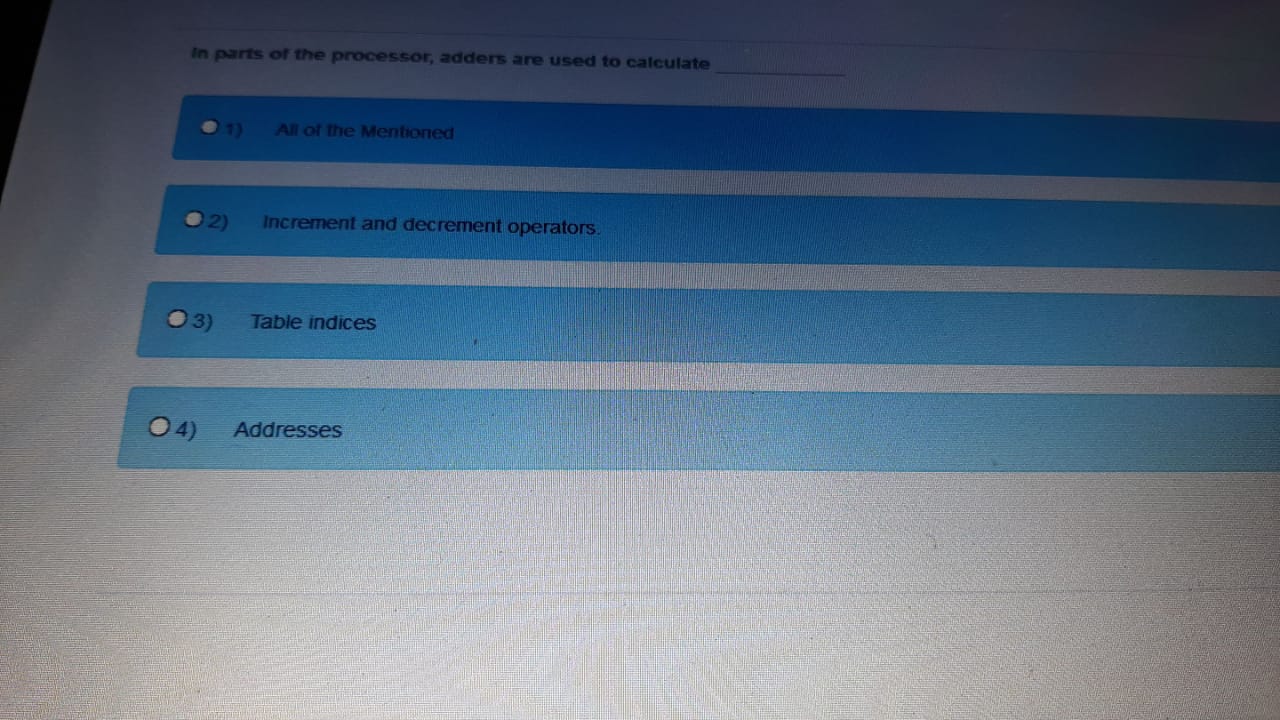 In parts of the processor, adders are used to calculate __________
1) All of the Mentioned
2) Increment and decrement operators.
3) Table indices
4) Addresses